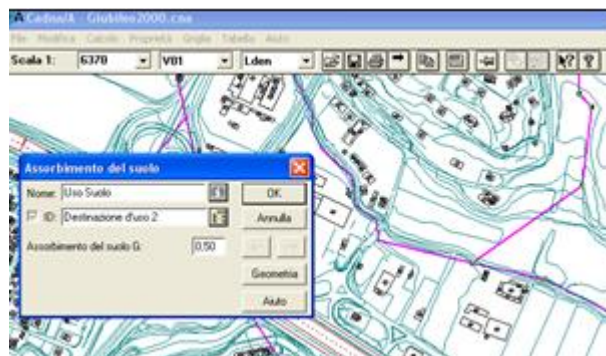 Cadna/A - Giubileo2000.cna
File Modifica Calcolo Proprietà Griglia Tabella Aiuto
Scala 1: 6370 V01 Lden
Assorbimento del suolo
Nome: Uso Suolo OK
ID: Destinazione d'uso 2 Annulla
Assorbimento del suolo G: 0,50
Geometria
Aiuto